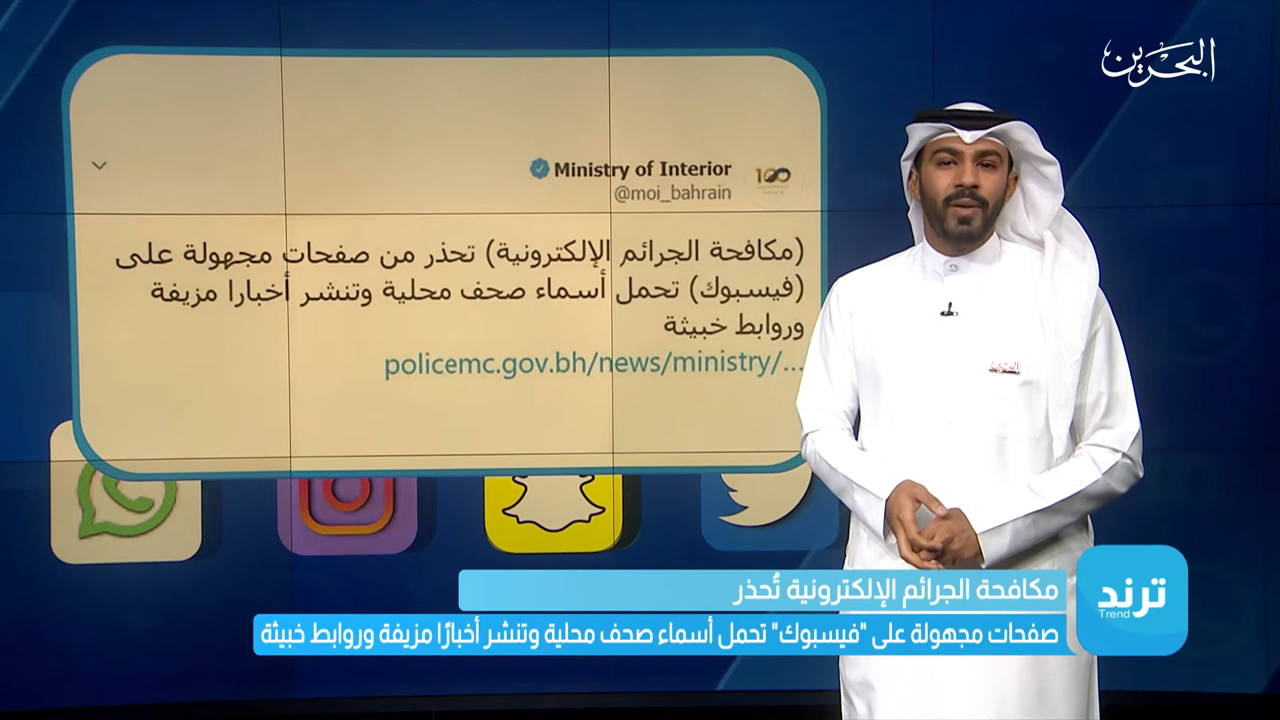 البحرين
Ministry of Interior
@moi_bahrain
100
(مكافحة الجرائم الإلكترونية) تحذر من صفحات مجهولة على
(فيسبوك) تحمل أسماء صحف محلية وتنشر أخبارا مزيفة
وروابط خبيثة
policemc.gov.bh/news/ministry/...
ترند
Trend
مكافحة الجرائم الإلكترونية تُحذر
صفحات مجهولة على "فيسبوك" تحمل أسماء صحف محلية وتنشر أخبارًا مزيفة وروابط خبيثة